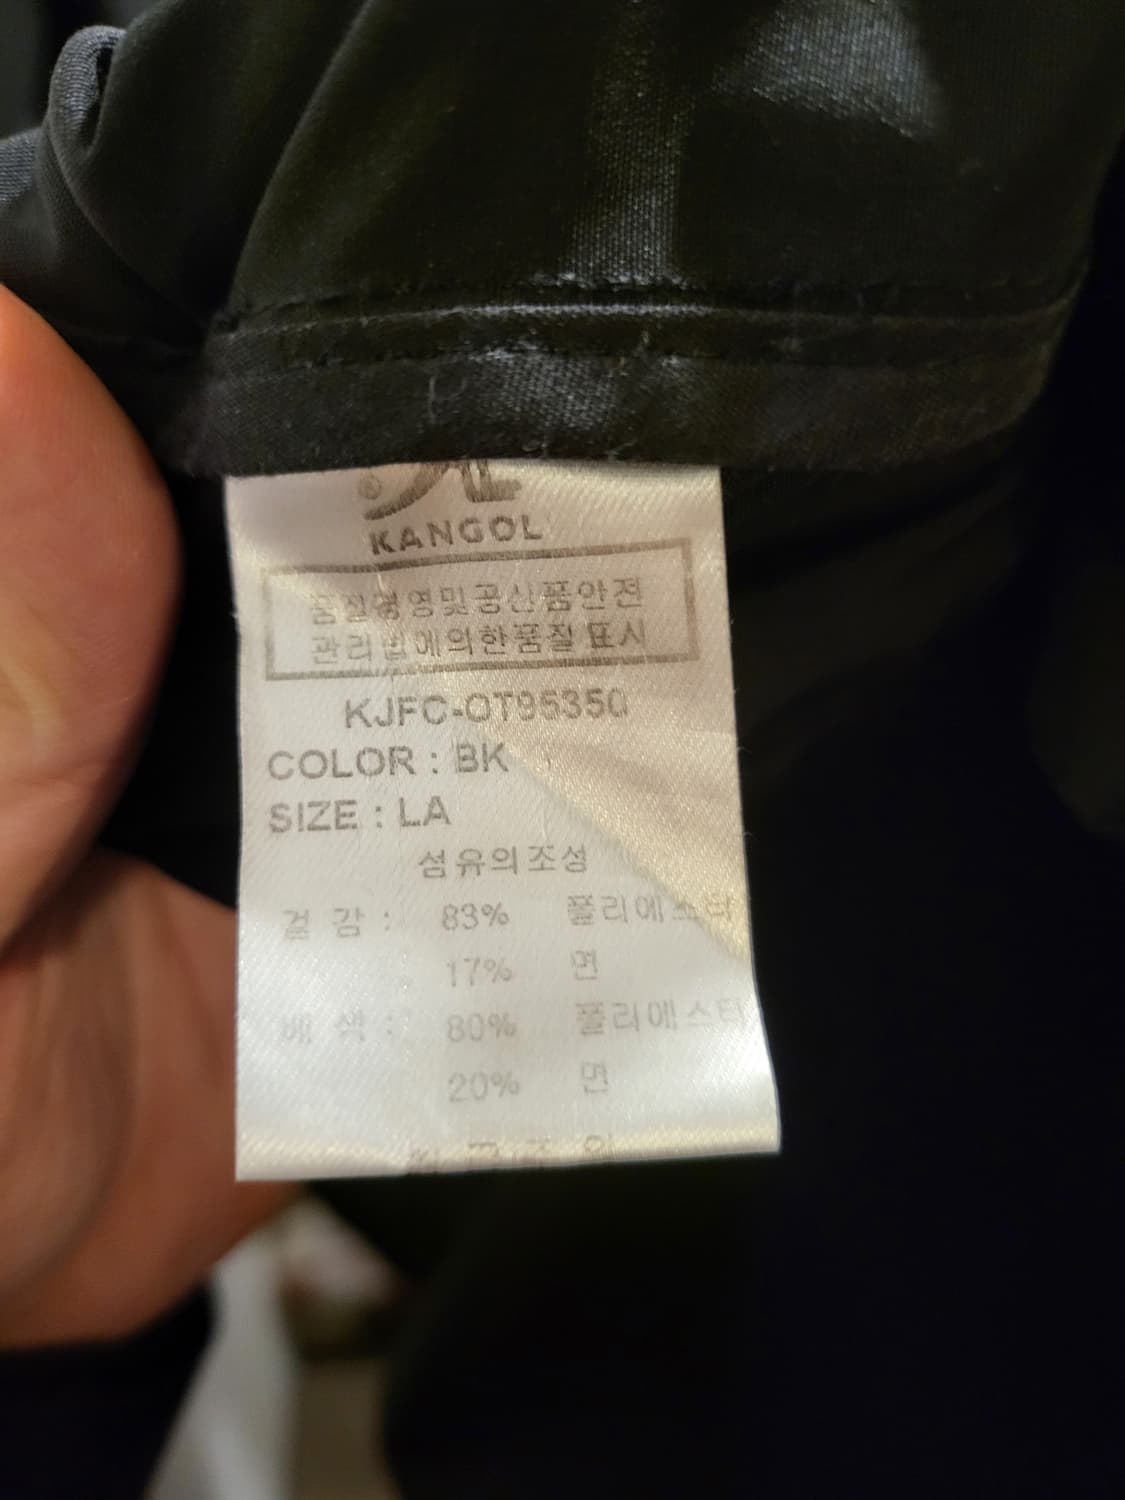 ®
KANGOL
품질경영및공산품안전
관리법에의한품질표시
KJFC-OT95350
COLOR : BK
SIZE : LA
섬유의조성
겉 감 : 83% 폴리에스터
17% 면
배 색 : 80% 폴리에스터
20% 면